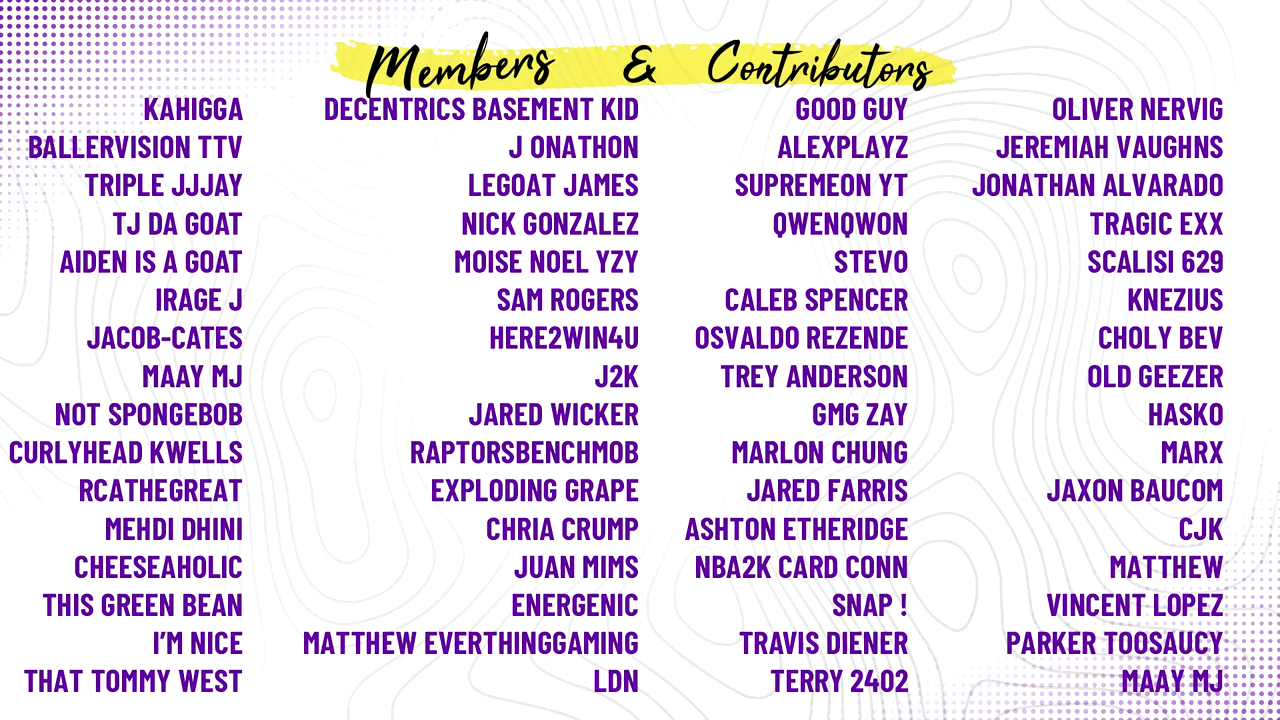 Members & Contributors
KAHIGGA
BALLERVISION TTV
TRIPLE JJJAY
TJ DA GOAT
AIDEN IS A GOAT
IRAGE J
JACOB-CATES
MAAY MJ
NOT SPONGEBOB
CURLYHEAD KWELLS
RCATHEGREAT
MEHDI DHINI
CHEESEAHOLIC
THIS GREEN BEAN
I'M NICE
THAT TOMMY WEST
DECENTRICS BASEMENT KID
J ONATHON
LEGOAT JAMES
NICK GONZALEZ
MOISE NOEL YZY
SAM ROGERS
HERE2WIN4U
J2K
JARED WICKER
RAPTORSBENCHMOB
EXPLODING GRAPE
CHRIA CRUMP
JUAN MIMS
ENERGENIC
MATTHEW EVERTHINGGAMING
LDN
GOOD GUY
ALEXPLAYZ
SUPREMEON YT
QWENQWON
STEVO
CALEB SPENCER
OSVALDO REZENDE
TREY ANDERSON
GMG ZAY
MARLON CHUNG
JARED FARRIS
ASHTON ETHERIDGE
NBA2K CARD CONN
SNAP !
TRAVIS DIENER
TERRY 2402
OLIVER NERVIG
JEREMIAH VAUGHNS
JONATHAN ALVARADO
TRAGIC EXX
SCALISI 629
KNEZIUS
CHOLY BEV
OLD GEEZER
HASKO
MARX
JAXON BAUCOM
CJK
MATTHEW
VINCENT LOPEZ
PARKER TOOSAUCY
MAAY MJ